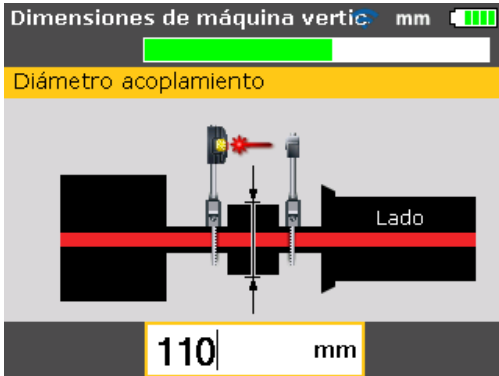 Dimensiones de máquina vertic mm
Diámetro acoplamiento
Lado
110 mm